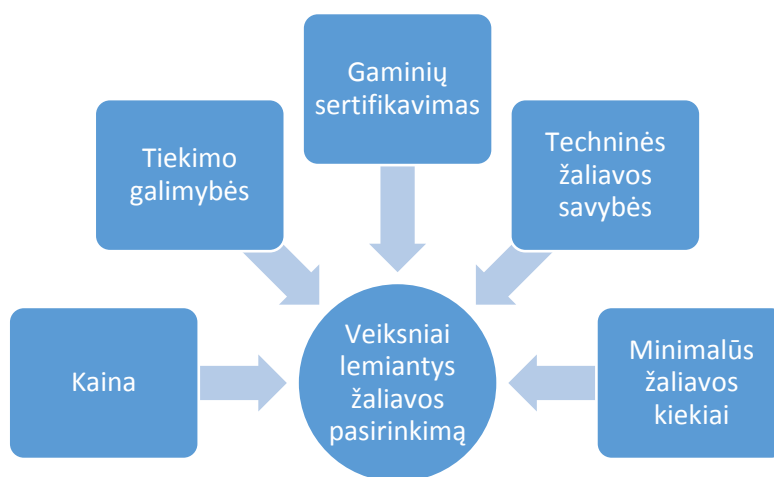 Gaminių
sertifikavimas
Tiekimo
galimybės
Techninės
žaliavos
savybės
Kaina
Veiksniai
lemiantys
žaliavos
pasirinkimą
Minimalūs
žaliavos
kiekiai